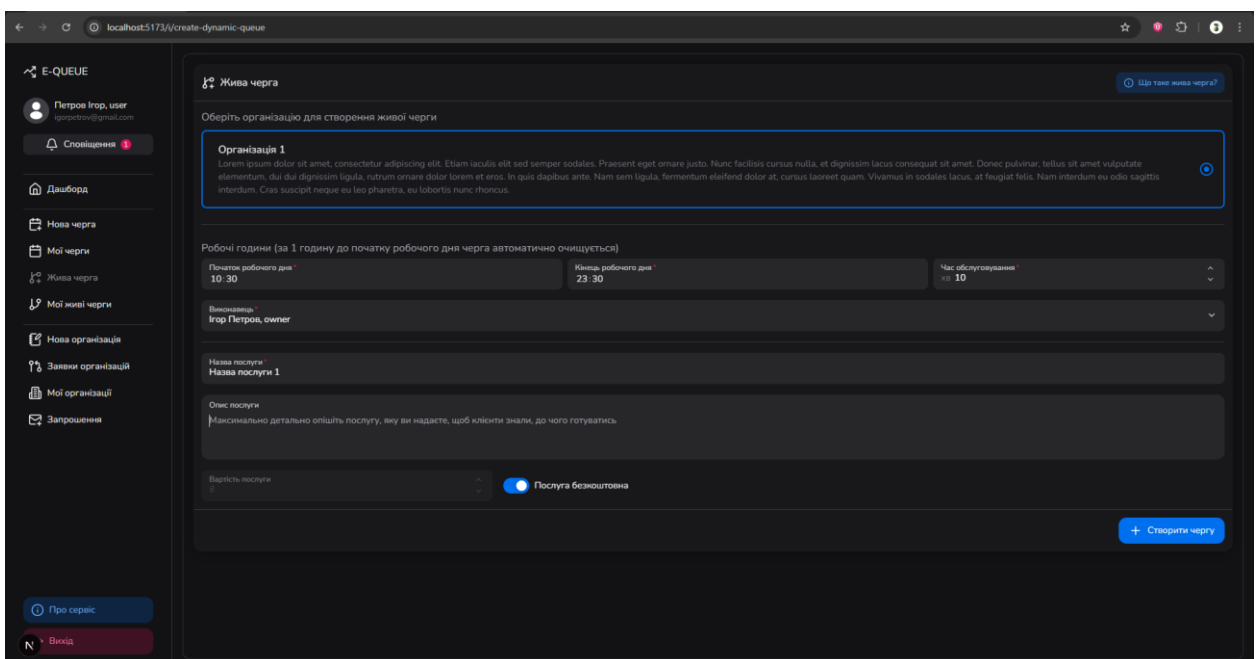 localhost:5173/i/create-dynamic-queue
E-QUEUE
Петров Ігор, user
igorpetrov@gmail.com
Сповіщення 1
Дашборд
Нова черга
Мої черги
Жива черга
Мої живі черги
Нова організація
Заявки організацій
Мої організації
Запрошення
Про сервіс
Вихід
N
Жива черга
Що таке жива черга?
Оберіть організацію для створення живої черги
Організація 1
Lorem ipsum dolor sit amet, consectetur adipiscing elit. Etiam iaculis elit sed semper sodales. Praesent eget ornare justo. Nunc facilisis cursus nulla, et dignissim lacus consequat sit amet. Donec pulvinar, tellus sit amet vulputate
elementum, dui dui dignissim ligula, rutrum ornare dolor lorem et eros. In quis dapibus ante. Nam sem ligula, fermentum eleifend dolor at, cursus laoreet quam. Vivamus in sodales lacus, at feugiat felis. Nam interdum eu odio sagittis
interdum. Cras suscipit neque eu leo pharetra, eu lobortis nunc rhoncus.
Робочі години (за 1 годину до початку робочого дня черга автоматично очищується)
Початок робочого дня *
10:30
Кінець робочого дня *
23:30
Час обслуговування *
хв 10
Виконавець *
Ігор Петров, owner
Назва послуги *
Назва послуги 1
Опис послуги
Максимально детально опішіть послугу, яку ви надаєте, щоб клієнти знали, до чого готуватись
Вартість послуги
Послуга безкоштовна
+ Створити чергу